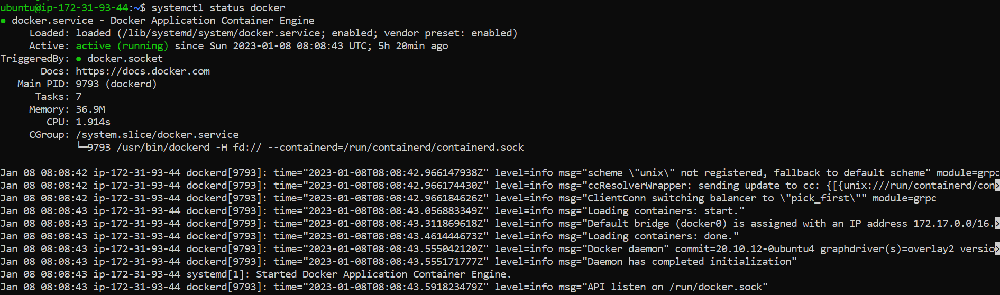 ubuntu@ip-172-31-93-44:~$ systemctl status docker
● docker.service - Docker Application Container Engine
     Loaded: loaded (/lib/systemd/system/docker.service; enabled; vendor preset: enabled)
     Active: active (running) since Sun 2023-01-08 08:08:43 UTC; 5h 20min ago
TriggeredBy: ● docker.socket
       Docs: https://docs.docker.com
   Main PID: 9793 (dockerd)
      Tasks: 7
     Memory: 36.9M
        CPU: 1.914s
     CGroup: /system.slice/docker.service
             └─9793 /usr/bin/dockerd -H fd:// --containerd=/run/containerd/containerd.sock

Jan 08 08:08:42 ip-172-31-93-44 dockerd[9793]: time="2023-01-08T08:08:42.966147938Z" level=info msg="scheme \"unix\" not registered, fallback to default scheme" module=grpc
Jan 08 08:08:42 ip-172-31-93-44 dockerd[9793]: time="2023-01-08T08:08:42.966174430Z" level=info msg="ccResolverWrapper: sending update to cc: {[{unix:///run/containerd/con>
Jan 08 08:08:42 ip-172-31-93-44 dockerd[9793]: time="2023-01-08T08:08:42.966184626Z" level=info msg="ClientConn switching balancer to \"pick_first\"" module=grpc
Jan 08 08:08:43 ip-172-31-93-44 dockerd[9793]: time="2023-01-08T08:08:43.056883349Z" level=info msg="Loading containers: start."
Jan 08 08:08:43 ip-172-31-93-44 dockerd[9793]: time="2023-01-08T08:08:43.311869618Z" level=info msg="Default bridge (docker0) is assigned with an IP address 172.17.0.0/16.>
Jan 08 08:08:43 ip-172-31-93-44 dockerd[9793]: time="2023-01-08T08:08:43.461444673Z" level=info msg="Loading containers: done."
Jan 08 08:08:43 ip-172-31-93-44 dockerd[9793]: time="2023-01-08T08:08:43.555042120Z" level=info msg="Docker daemon" commit=20.10.12-0ubuntu4 graphdriver(s)=overlay2 versio>
Jan 08 08:08:43 ip-172-31-93-44 dockerd[9793]: time="2023-01-08T08:08:43.555171777Z" level=info msg="Daemon has completed initialization"
Jan 08 08:08:43 ip-172-31-93-44 systemd[1]: Started Docker Application Container Engine.
Jan 08 08:08:43 ip-172-31-93-44 dockerd[9793]: time="2023-01-08T08:08:43.591823479Z" level=info msg="API listen on /run/docker.sock"